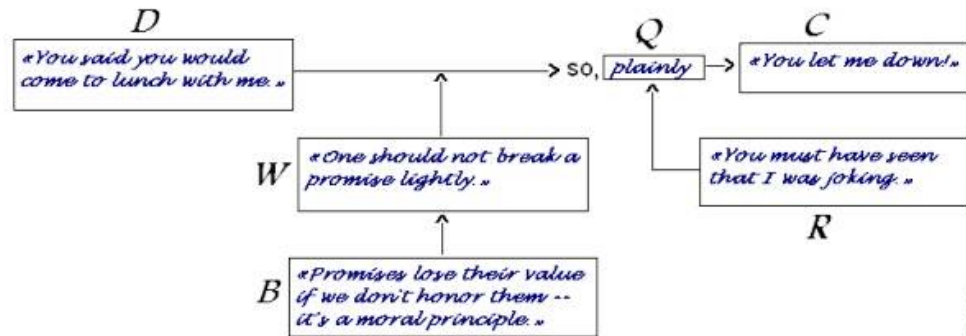 D
Q
C
«You said you would
come to lunch with me.»
so, plainly
«You let me down!»
W
«One should not break a
promise lightly.»
«You must have seen
that I was joking.»
R
B
«Promises lose their value
if we don't honor them --
it's a moral principle.»